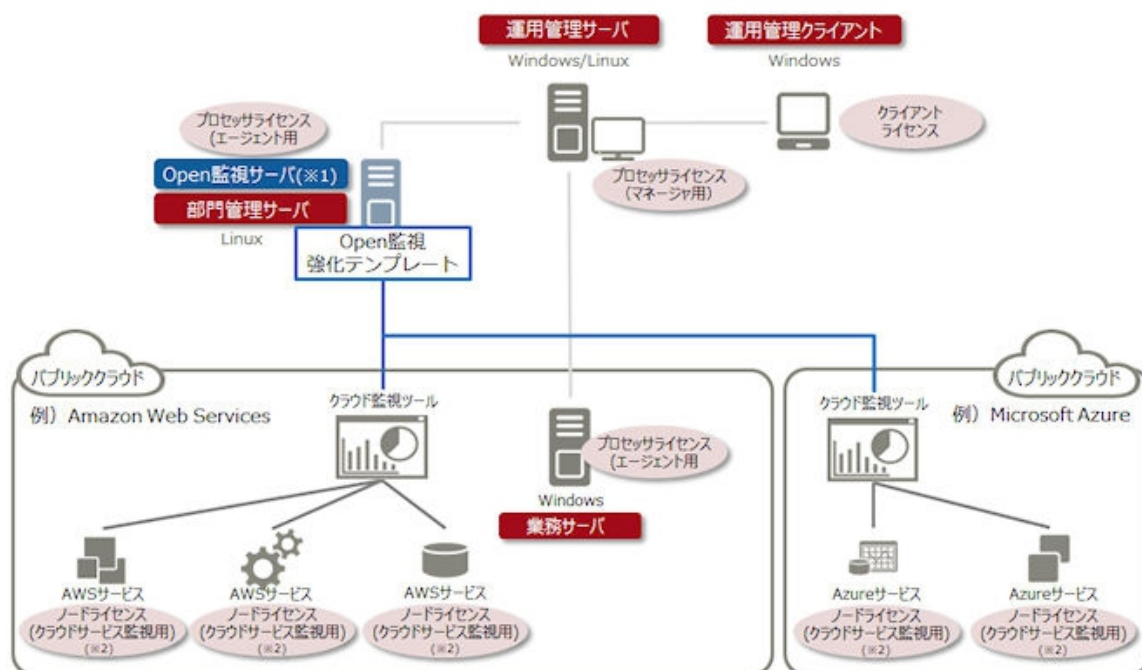 運用管理サーバ
Windows/Linux
運用管理クライアント
Windows
プロセッサライセンス
(エージェント用
クライアント
ライセンス
Open監視サーバ(※1)
部門管理サーバ
Linux
プロセッサライセンス
(マネージャ用)
Open監視
強化テンプレート
パブリッククラウド
例）Amazon Web Services
クラウド監視ツール
プロセッサライセンス
(エージェント用
Windows
業務サーバ
AWSサービス
ノードライセンス
(クラウドサービス監視用)
(※2)
AWSサービス
ノードライセンス
(クラウドサービス監視用)
(※2)
AWSサービス
ノードライセンス
(クラウドサービス監視用)
(※2)
パブリッククラウド
クラウド監視ツール
例）Microsoft Azure
Azureサービス
ノードライセンス
(クラウドサービス監視用)
(※2)
Azureサービス
ノードライセンス
(クラウドサービス監視用)
(※2)